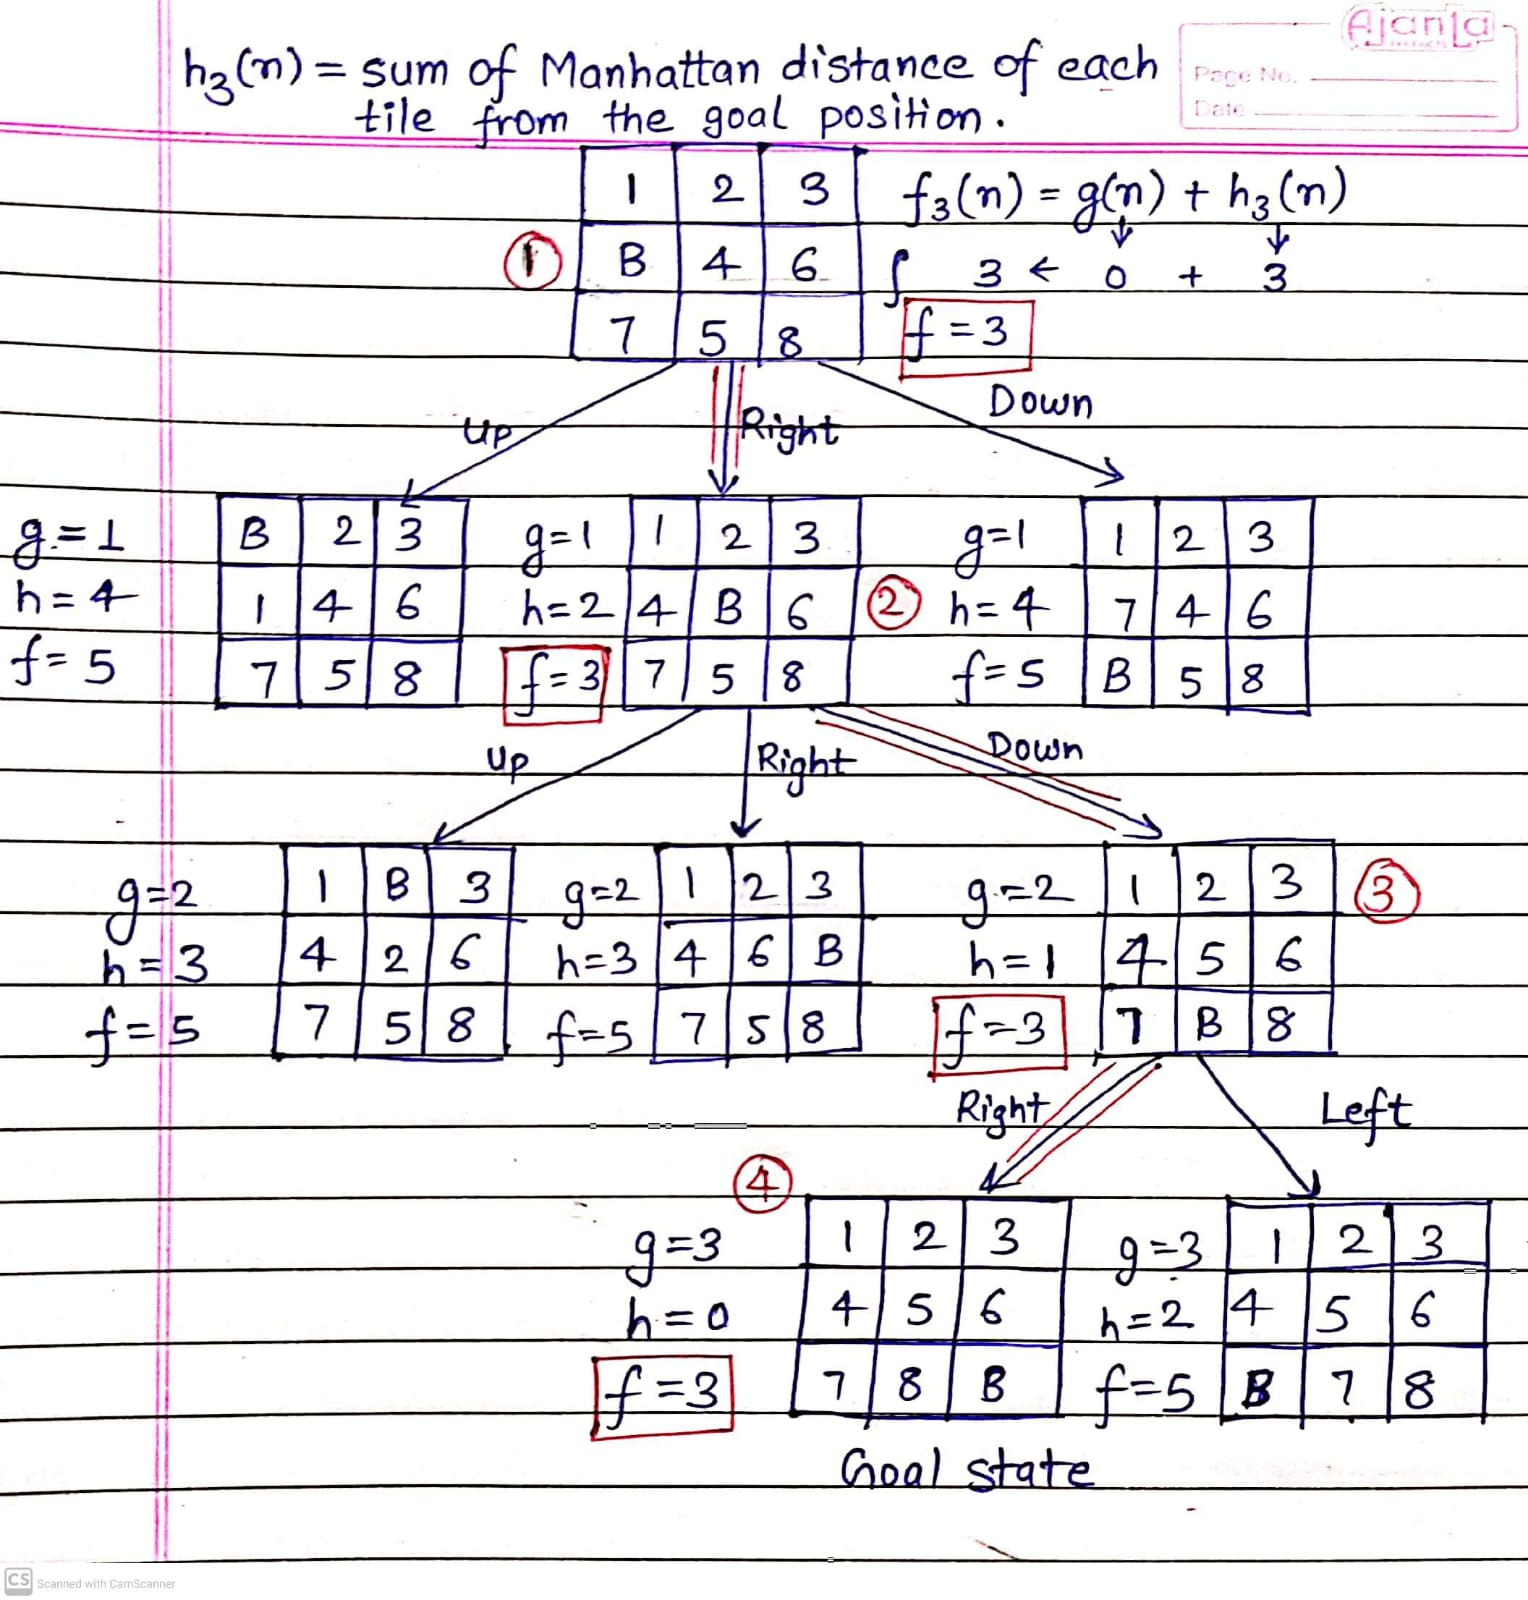 Ajanta
Page No.
Date
h₃(n) = sum of Manhattan distance of each
tile from the goal position.
1 2 3
B 4 6
7 5 8
①
f₃(n) = g(n) + h₃(n)
3 ← 0 + 3
f = 3
Up
Right
Down
g = 1
h = 4
f = 5
B 2 3
1 4 6
7 5 8
g=1
h=2
f=3
1 2 3
4 B 6
7 5 8
②
g=1
h=4
f=5
1 2 3
7 4 6
B 5 8
Up
Right
Down
g=2
h=3
f=5
1 B 3
4 2 6
7 5 8
g=2
h=3
f=5
1 2 3
4 6 B
7 5 8
g=2
h=1
f=3
1 2 3
4 5 6
7 B 8
③
Right
Left
④
g=3
h=0
f=3
1 2 3
4 5 6
7 8 B
g=3
h=2
f=5
1 2 3
4 5 6
B 7 8
Goal state
CS Scanned with CamScanner